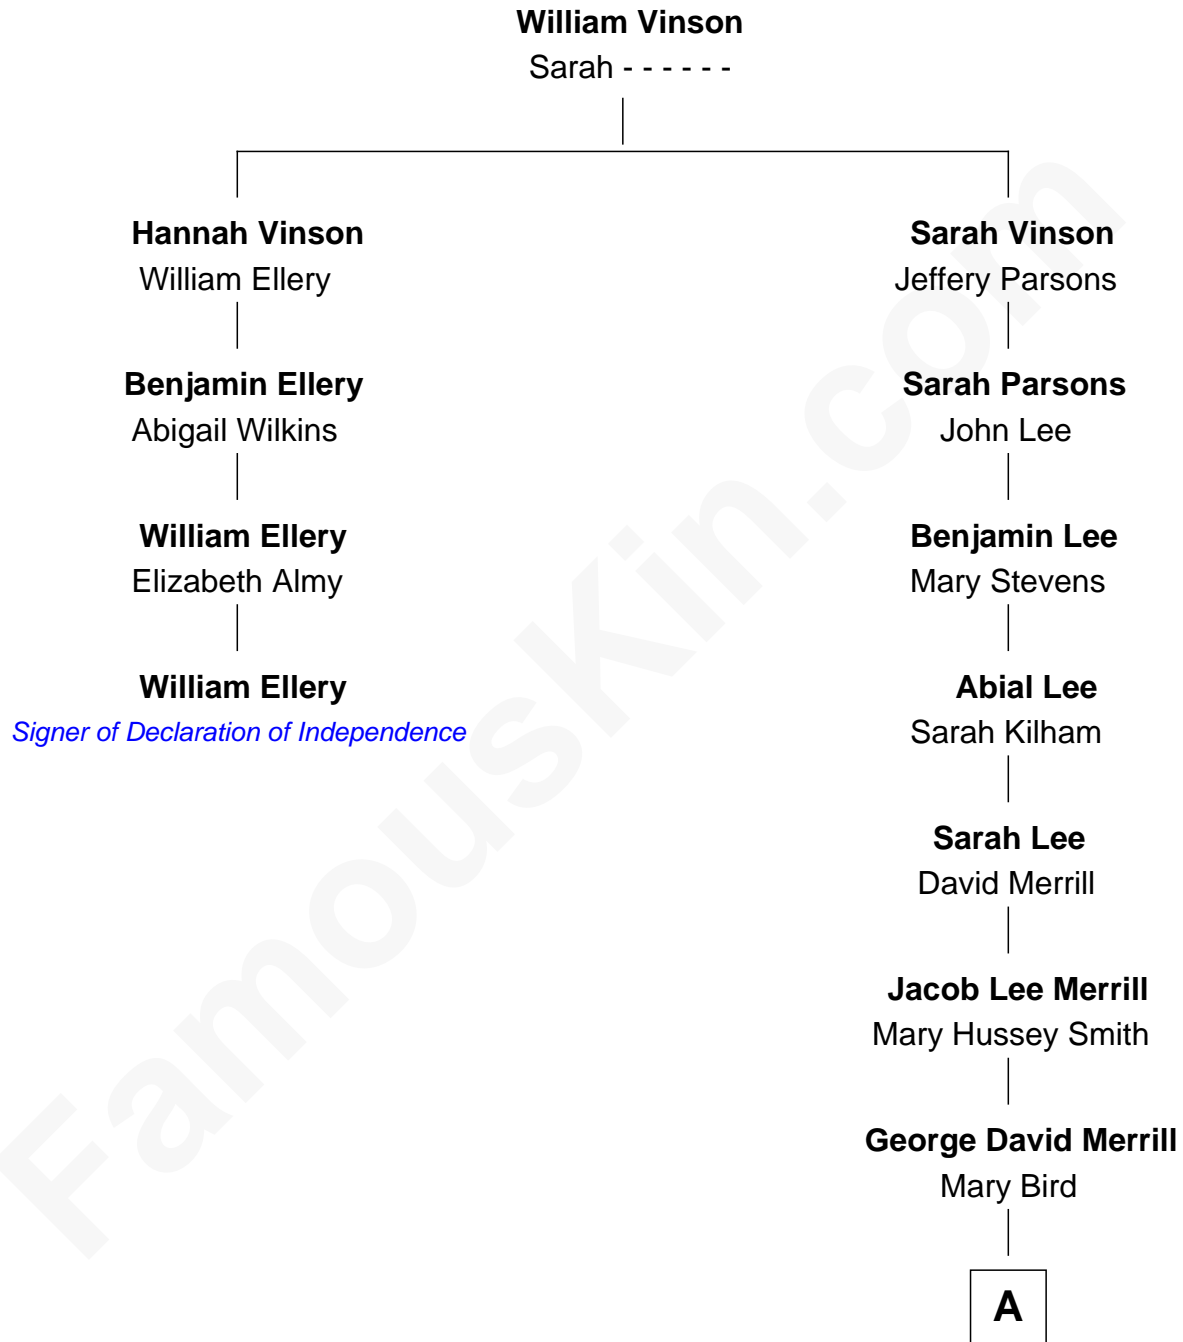 William Vinson
Sarah - - - - - -
Hannah Vinson
William Ellery
Benjamin Ellery
Abigail Wilkins
William Ellery
Elizabeth Almy
William Ellery
Signer of Declaration of Independence
Sarah Vinson
Jeffery Parsons
Sarah Parsons
John Lee
Benjamin Lee
Mary Stevens
Abial Lee
Sarah Kilham
Sarah Lee
David Merrill
Jacob Lee Merrill
Mary Hussey Smith
George David Merrill
Mary Bird
A
FamousKin.com